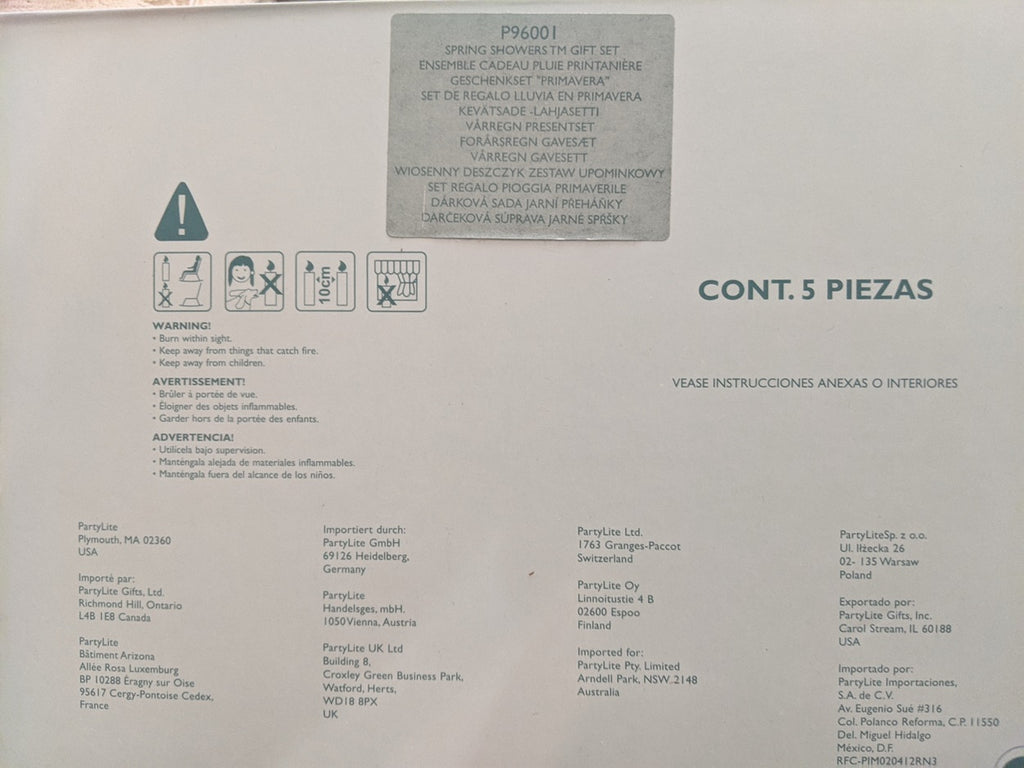 P96001
SPRING SHOWERS TM GIFT SET
ENSEMBLE CADEAU PLUIE PRINTANIÈRE
GESCHENKSET "PRIMAVERA"
SET DE REGALO LLUVIA EN PRIMAVERA
KEVÄTSADE -LAHJASETTI
VÅRREGN PRESENTSET
FORÅRSREGN GAVESÆT
VÅRREGN GAVESETT
WIOSENNY DESZCZYK ZESTAW UPOMINKOWY
SET REGALO PIOGGIA PRIMAVERILE
DÁRKOVÁ SADA JARNÍ PŘEHÁŇKY
DARČEKOVÁ SÚPRAVA JARNÉ SPŔŠKY
!
10cm
WARNING!
• Burn within sight.
• Keep away from things that catch fire.
• Keep away from children.
AVERTISSEMENT!
• Brûler à portée de vue.
• Éloigner des objets inflammables.
• Garder hors de la portée des enfants.
ADVERTENCIA!
• Utilícela bajo supervision.
• Manténgala alejada de materiales inflammables.
• Manténgala fuera del alcance de los niños.
CONT. 5 PIEZAS
VEASE INSTRUCCIONES ANEXAS O INTERIORES
PartyLite
Plymouth, MA 02360
USA
Importé par:
PartyLite Gifts, Ltd.
Richmond Hill, Ontario
L4B 1E8 Canada
PartyLite
Bâtiment Arizona
Allée Rosa Luxemburg
BP 10288 Éragny sur Oise
95617 Cergy-Pontoise Cedex,
France
Importiert durch:
PartyLite GmbH
69126 Heidelberg,
Germany
PartyLite
Handelsges, mbH.
1050 Vienna, Austria
PartyLite UK Ltd
Building 8,
Croxley Green Business Park,
Watford, Herts,
WD18 8PX
UK
PartyLite Ltd.
1763 Granges-Paccot
Switzerland
PartyLite Oy
Linnoitustie 4 B
02600 Espoo
Finland
Imported for:
PartyLite Pty. Limited
Arndell Park, NSW. 2148
Australia
PartyLiteSp. z o.o.
Ul. Iłżecka 26
02- 135 Warsaw
Poland
Exportado por:
PartyLite Gifts, Inc.
Carol Stream, IL 60188
USA
Importado por:
PartyLite Importaciones,
S.A. de C.V.
Av. Eugenio Sué #316
Col. Polanco Reforma, C.P. 11550
Del. Miguel Hidalgo
México, D.F.
RFC-PIM020412RN3